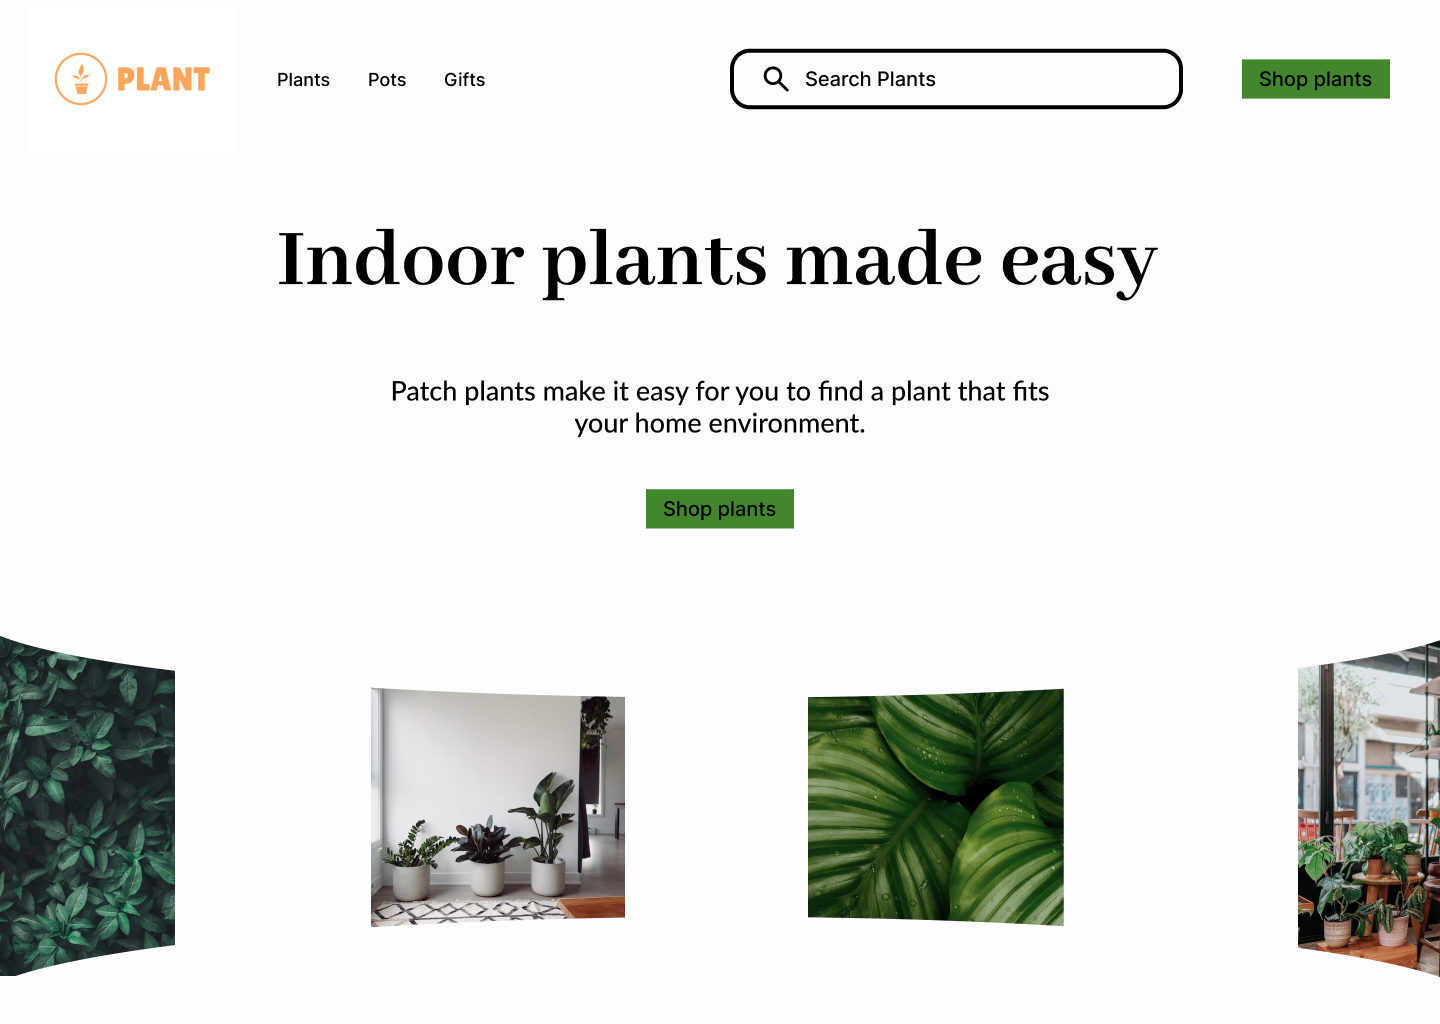 PLANT
Plants
Pots
Gifts
Search Plants
Shop plants
Indoor plants made easy
Patch plants make it easy for you to find a plant that fits
your home environment.
Shop plants